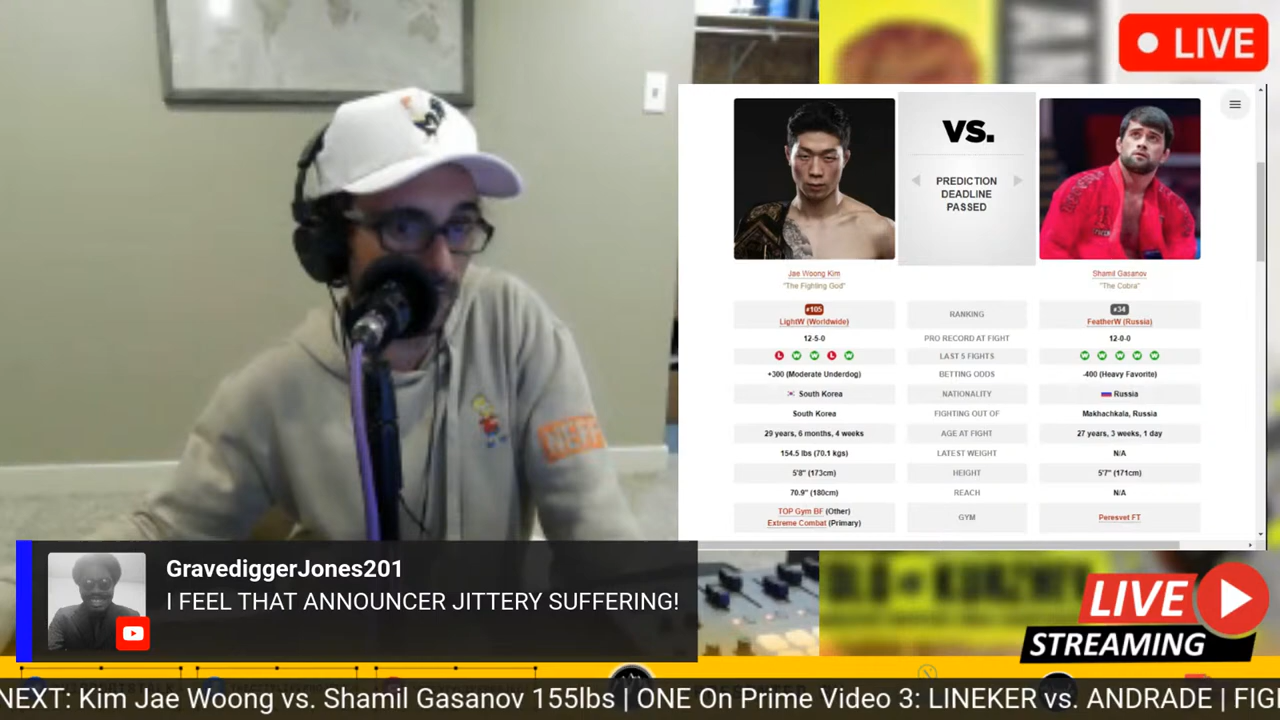 LIVE
VS.
PREDICTION
DEADLINE
PASSED
Jae Woong Kim
"The Fighting God"
Shamil Gasanov
"The Cobra"
#105
LightW (Worldwide)
RANKING
#34
FeatherW (Russia)
12-5-0
PRO RECORD AT FIGHT
12-0-0
L W W L W
LAST 5 FIGHTS
W W W W W
+300 (Moderate Underdog)
BETTING ODDS
-400 (Heavy Favorite)
South Korea
NATIONALITY
Russia
South Korea
FIGHTING OUT OF
Makhachkala, Russia
29 years, 6 months, 4 weeks
AGE AT FIGHT
27 years, 3 weeks, 1 day
154.5 lbs (70.1 kgs)
LATEST WEIGHT
N/A
5'8" (173cm)
HEIGHT
5'7" (171cm)
70.9" (180cm)
REACH
N/A
TOP Gym BF (Other)
Extreme Combat (Primary)
GYM
Peresvet FT
NERF
GravediggerJones201
I FEEL THAT ANNOUNCER JITTERY SUFFERING!
LIVE
STREAMING
NEXT: Kim Jae Woong vs. Shamil Gasanov 155lbs | ONE On Prime Video 3: LINEKER vs. ANDRADE | FIG